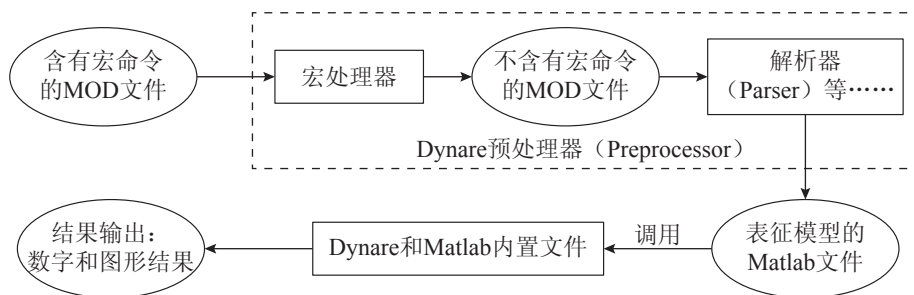 含有宏命令
的MOD文件
宏处理器
不含有宏命令
的MOD文件
解析器
（Parser）等……
Dynare预处理器（Preprocessor）
结果输出：
数字和图形结果
Dynare和Matlab内置文件
调用
表征模型的
Matlab文件